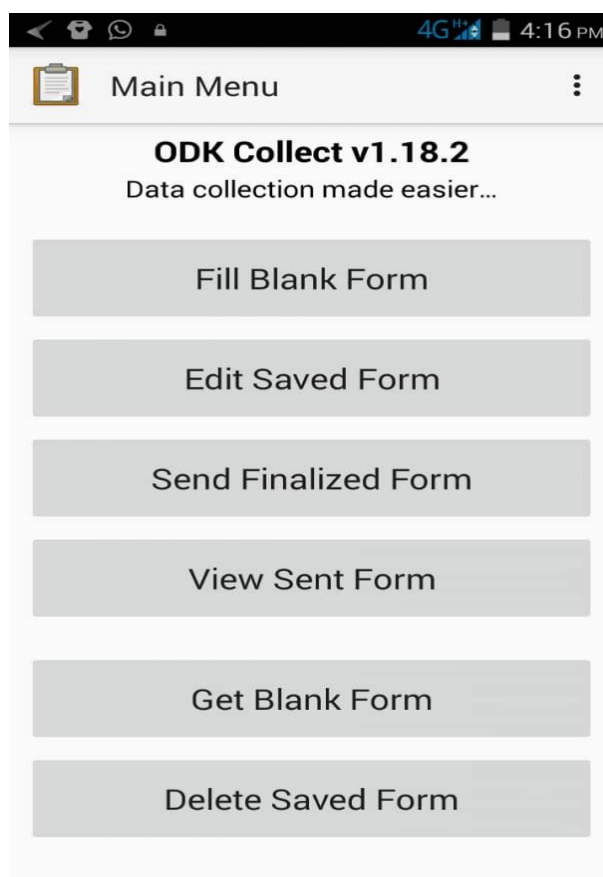 4G H+ 4:16 PM
Main Menu
ODK Collect v1.18.2
Data collection made easier...
Fill Blank Form
Edit Saved Form
Send Finalized Form
View Sent Form
Get Blank Form
Delete Saved Form